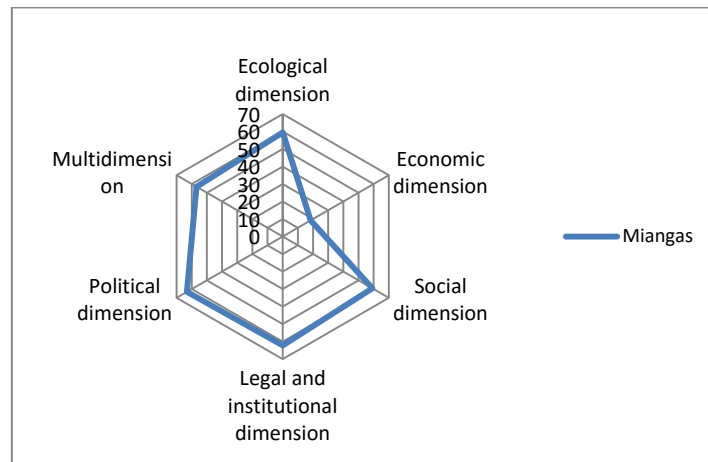 Ecological
dimension
70
60
50
40
30
20
10
0
Economic
dimension
Social
dimension
Legal and
institutional
dimension
Political
dimension
Multidimensi
on
Miangas